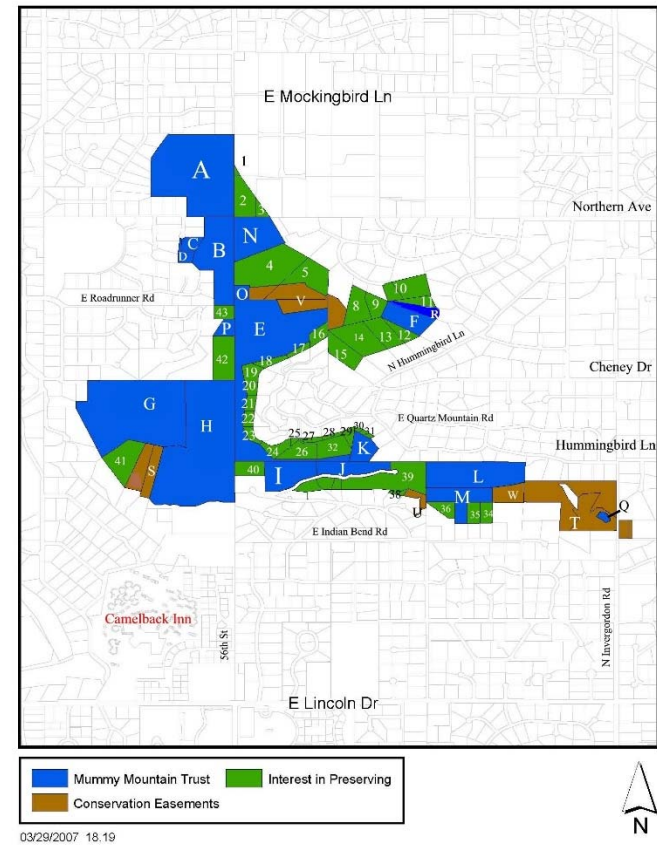 E Mockingbird Ln
1
A
2
3
Northern Ave
N
C
B
D
4
5
10
E Roadrunner Rd
O
V
8
9
11
R
43
F
P
E
16
14
13
12
17
15
N Hummingbird Ln
42
18
19
Cheney Dr
20
G
21
E Quartz Mountain Rd
22
H
23
25
27
28
29
30
31
Hummingbird Ln
24
26
32
K
41
S
40
I
J
39
L
38
M
W
Q
U
36
35
34
T
E Indian Bend Rd
Camelback Inn
56th St
N Invergordon Rd
E Lincoln Dr
Mummy Mountain Trust
Interest in Preserving
Conservation Easements
N
03/29/2007 18.19